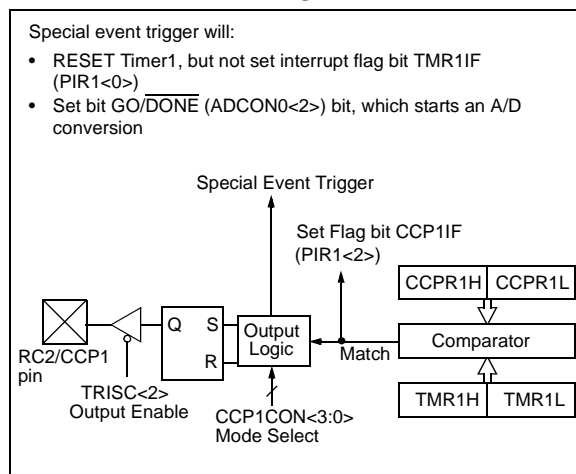 Special event trigger will:
• RESET Timer1, but not set interrupt flag bit TMR1IF
(PIR1<0>)
• Set bit GO/DONE (ADCON0<2>) bit, which starts an A/D
conversion
Special Event Trigger
Set Flag bit CCP1IF
(PIR1<2>)
CCPR1H CCPR1L
Q S
R
Output
Logic
Match
Comparator
RC2/CCP1
pin
TRISC<2>
Output Enable
CCP1CON<3:0>
Mode Select
TMR1H TMR1L